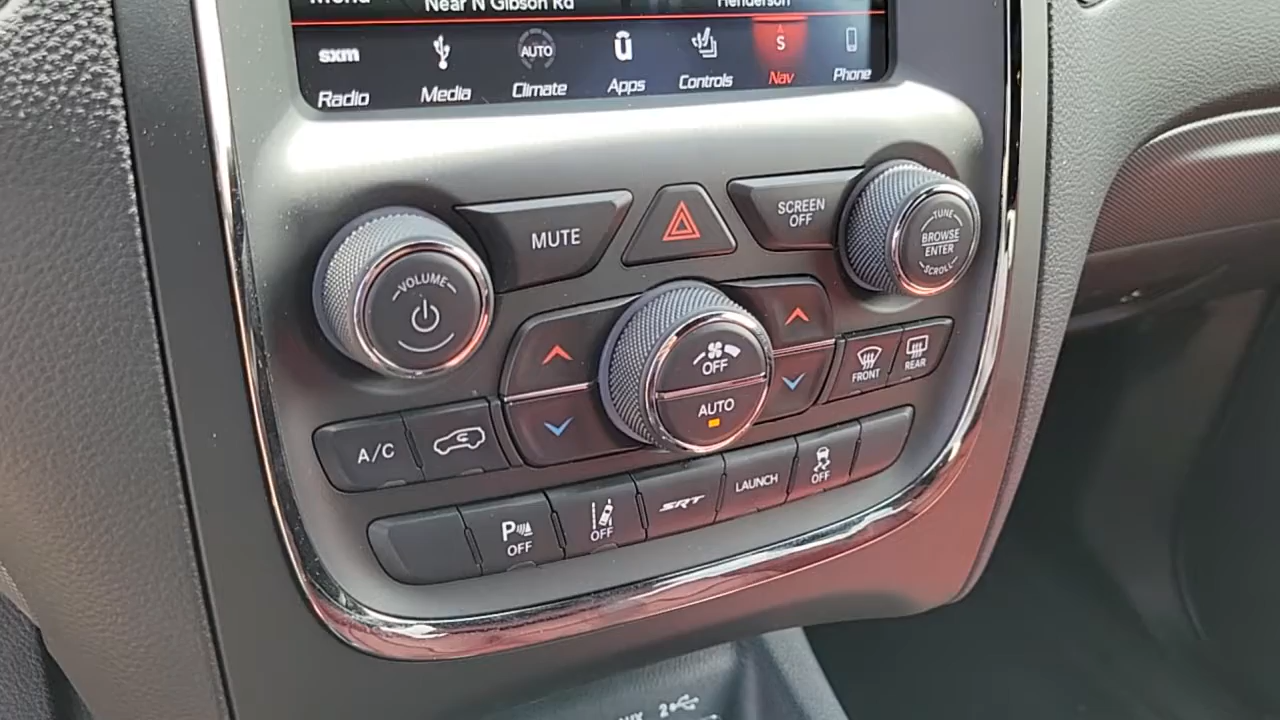 Near N Gibson Rd
Henderson
sxm
AUTO
ü
S
Radio
Media
Climate
Apps
Controls
Nav
Phone
MUTE
SCREEN
OFF
TUNE
BROWSE
ENTER
SCROLL
VOLUME
OFF
AUTO
FRONT
REAR
A/C
P
OFF
OFF
SRT
LAUNCH
OFF
2